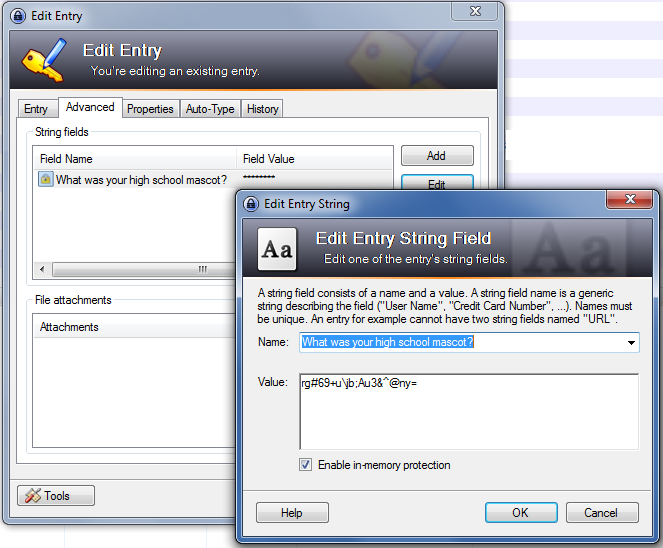 Edit Entry
Edit Entry
You're editing an existing entry.
Entry Advanced Properties Auto-Type History
String fields
Field Name Field Value
What was your high school mascot? ********
Add
Edit
File attachments
Attachments
Tools
Edit Entry String
Aa
Edit Entry String Field
Edit one of the entry's string fields.
Aa
A string field consists of a name and a value. A string field name is a generic
string describing the field ("User Name", "Credit Card Number", ...). Names must
be unique. An entry for example cannot have two string fields named "URL".
Name: What was your high school mascot?
Value: rg#69+u\jb;Au3&^@ny=
Enable in-memory protection
Help OK Cancel